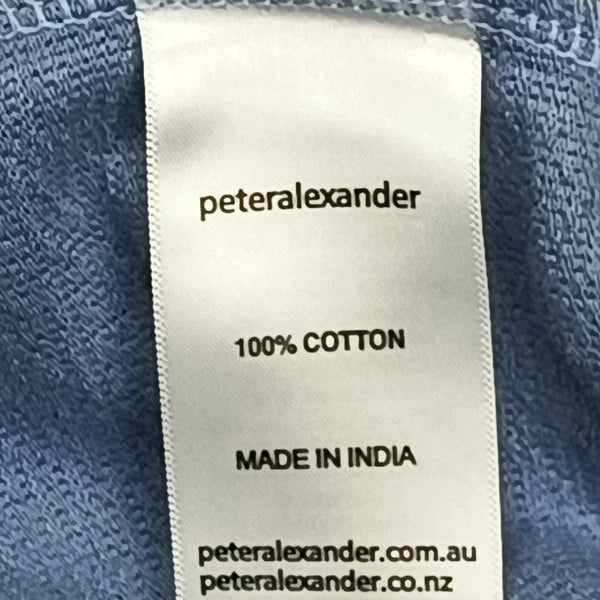 peteralexander
100% COTTON
MADE IN INDIA
peteralexander.com.au
peteralexander.co.nz